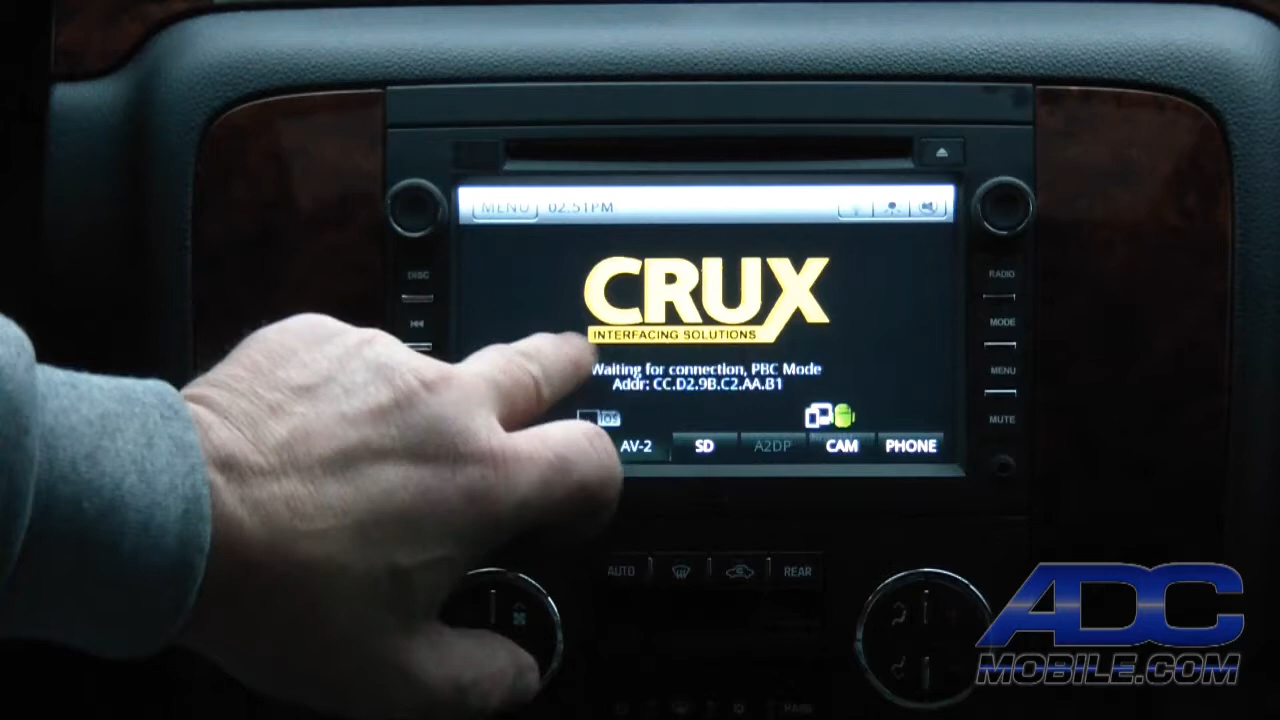 MENU 02:51PM
DISC
RADIO
MODE
MENU
MUTE
CRUX
INTERFACING SOLUTIONS
Waiting for connection, PBC Mode
Addr: CC.D2.9B.C2.AA.B1
iOS
AV-2 SD A2DP CAM PHONE
AUTO REAR
ADC
MOBILE.COM